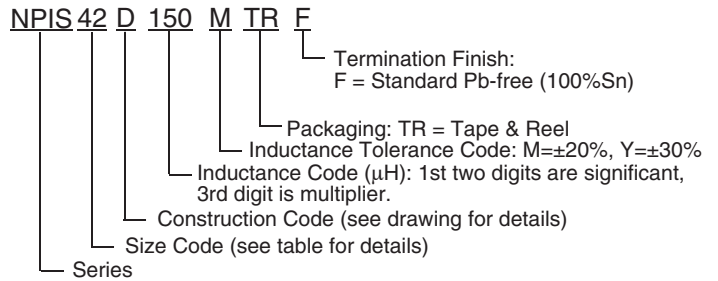 NPIS 42 D 150 M TR F
Termination Finish:
F = Standard Pb-free (100%Sn)
Packaging: TR = Tape & Reel
Inductance Tolerance Code: M=±20%, Y=±30%
Inductance Code (μH): 1st two digits are significant,
3rd digit is multiplier.
Construction Code (see drawing for details)
Size Code (see table for details)
Series